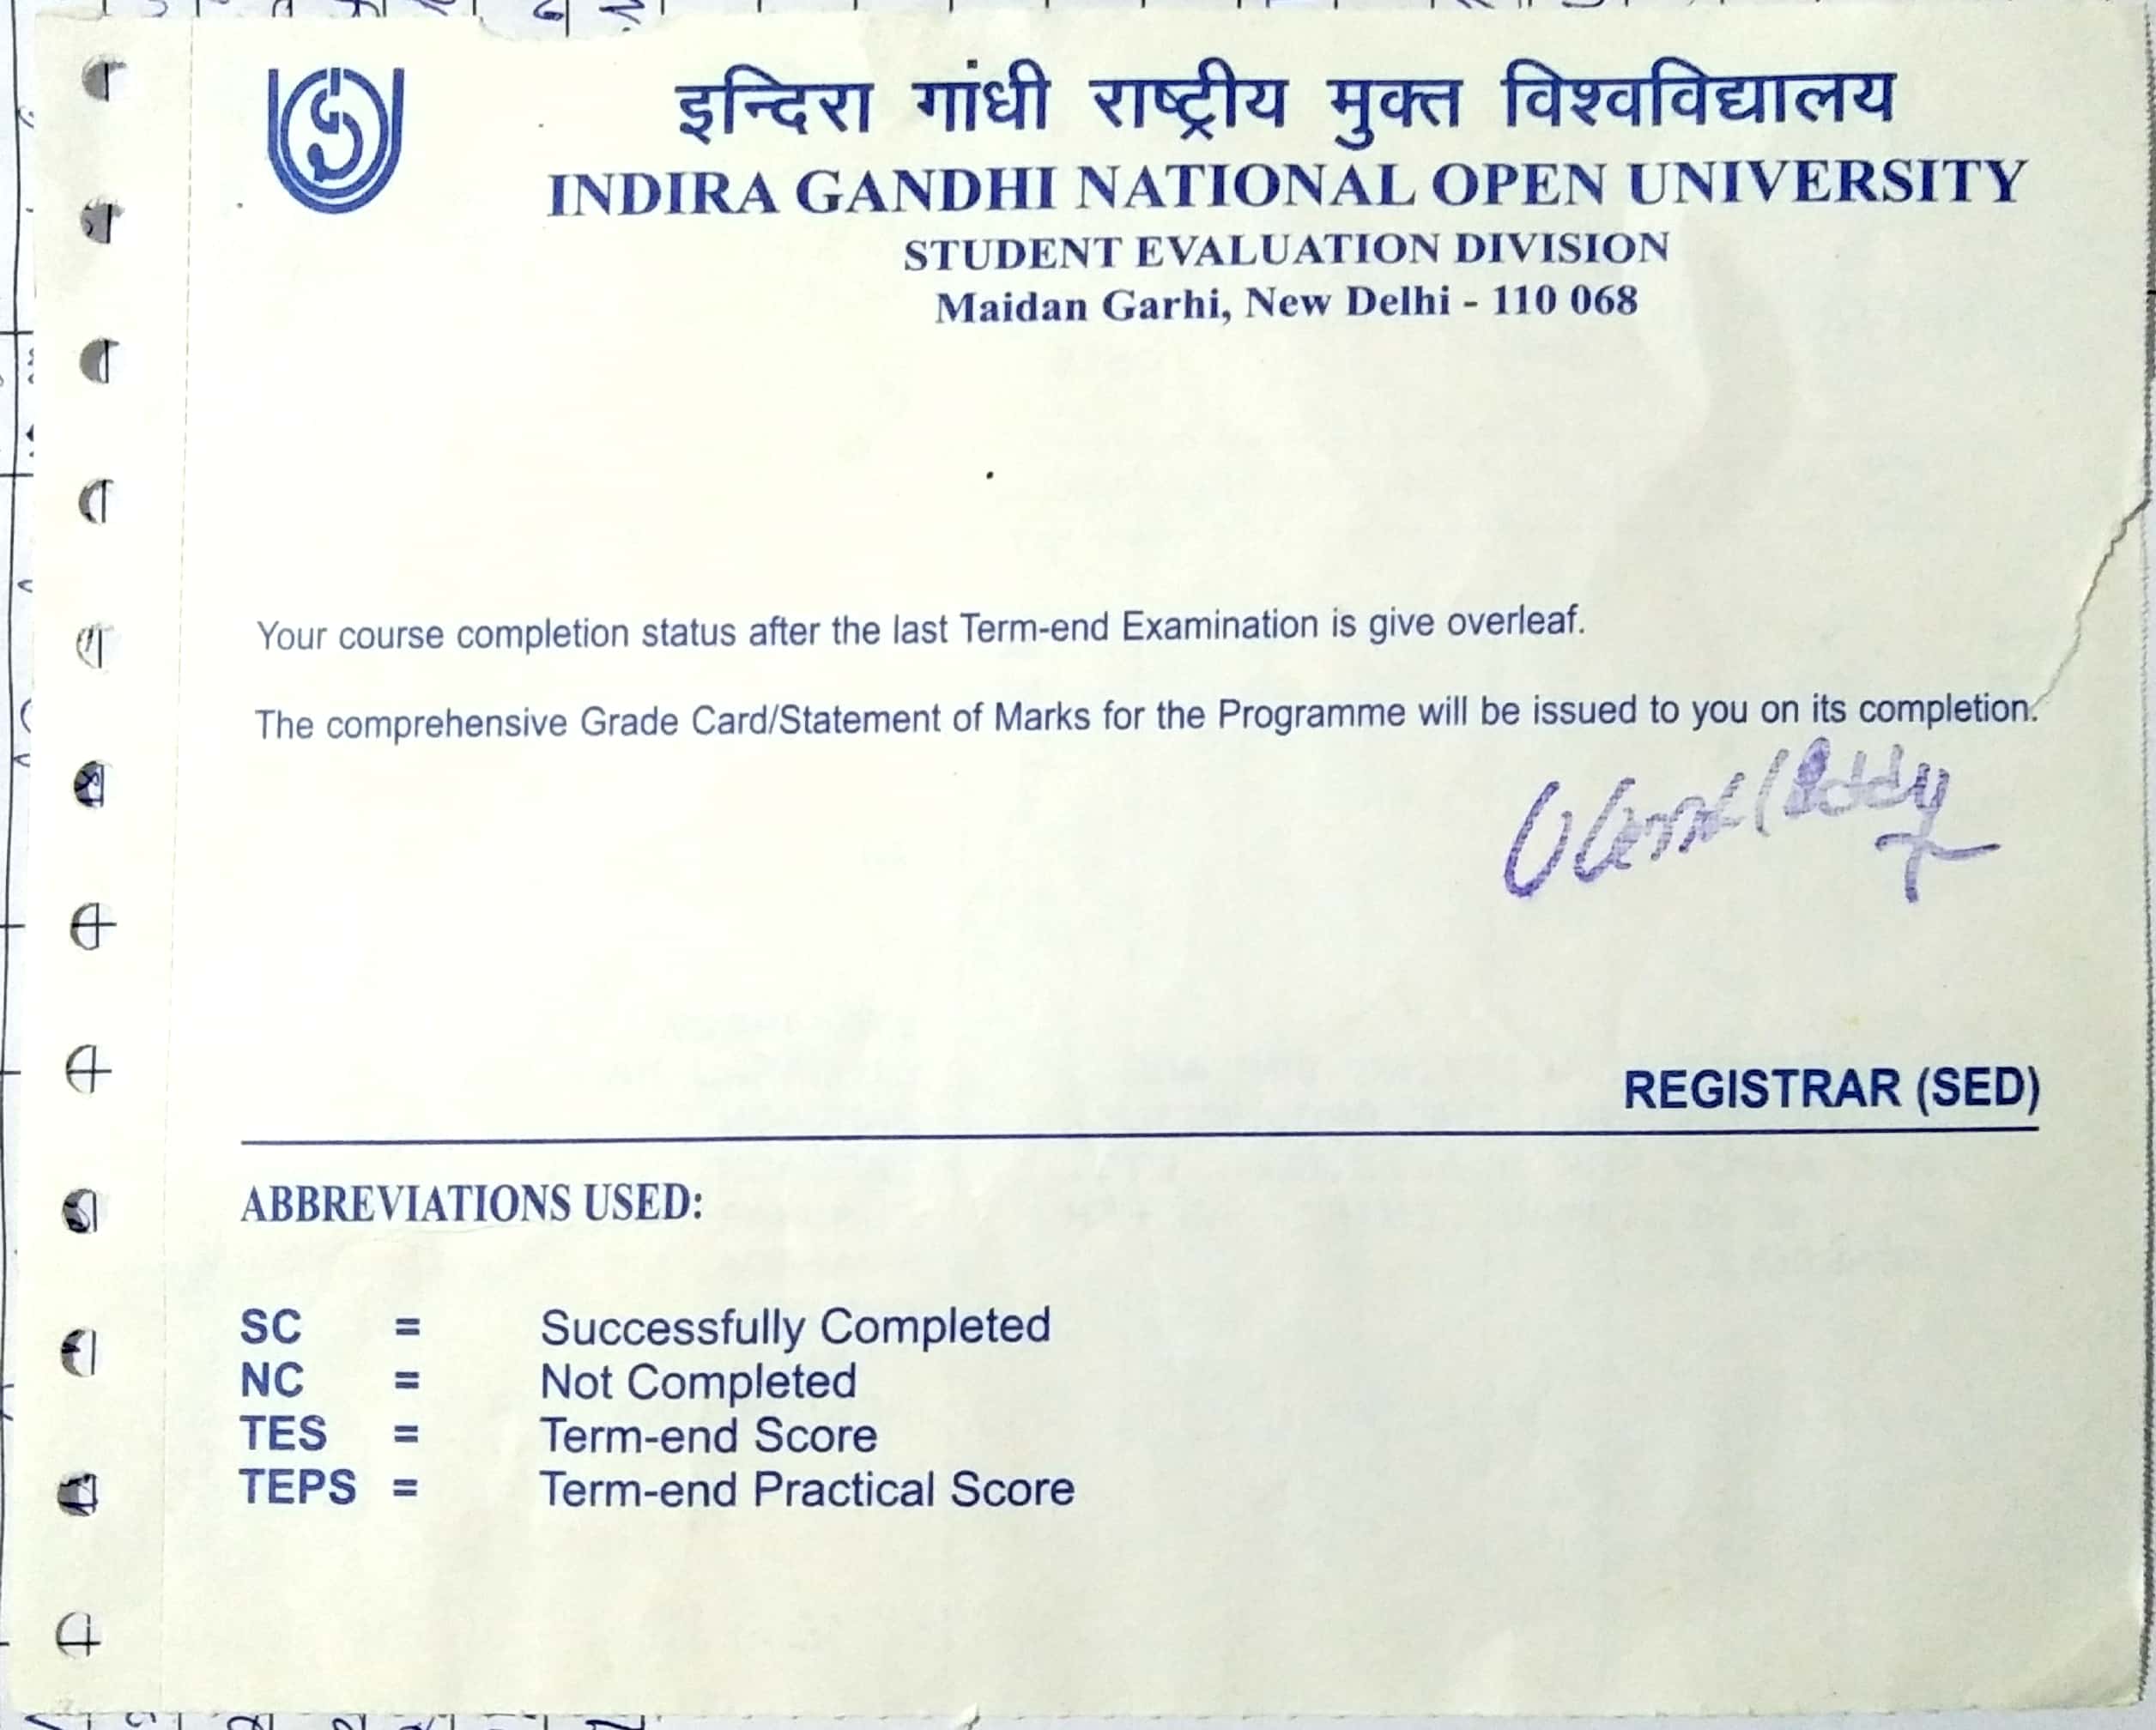 इन्दिरा गांधी राष्ट्रीय मुक्त विश्वविद्यालय
INDIRA GANDHI NATIONAL OPEN UNIVERSITY
STUDENT EVALUATION DIVISION
Maidan Garhi, New Delhi - 110 068
Your course completion status after the last Term-end Examination is give overleaf.
The comprehensive Grade Card/Statement of Marks for the Programme will be issued to you on its completion.
REGISTRAR (SED)
ABBREVIATIONS USED:
SC = Successfully Completed
NC = Not Completed
TES = Term-end Score
TEPS = Term-end Practical Score